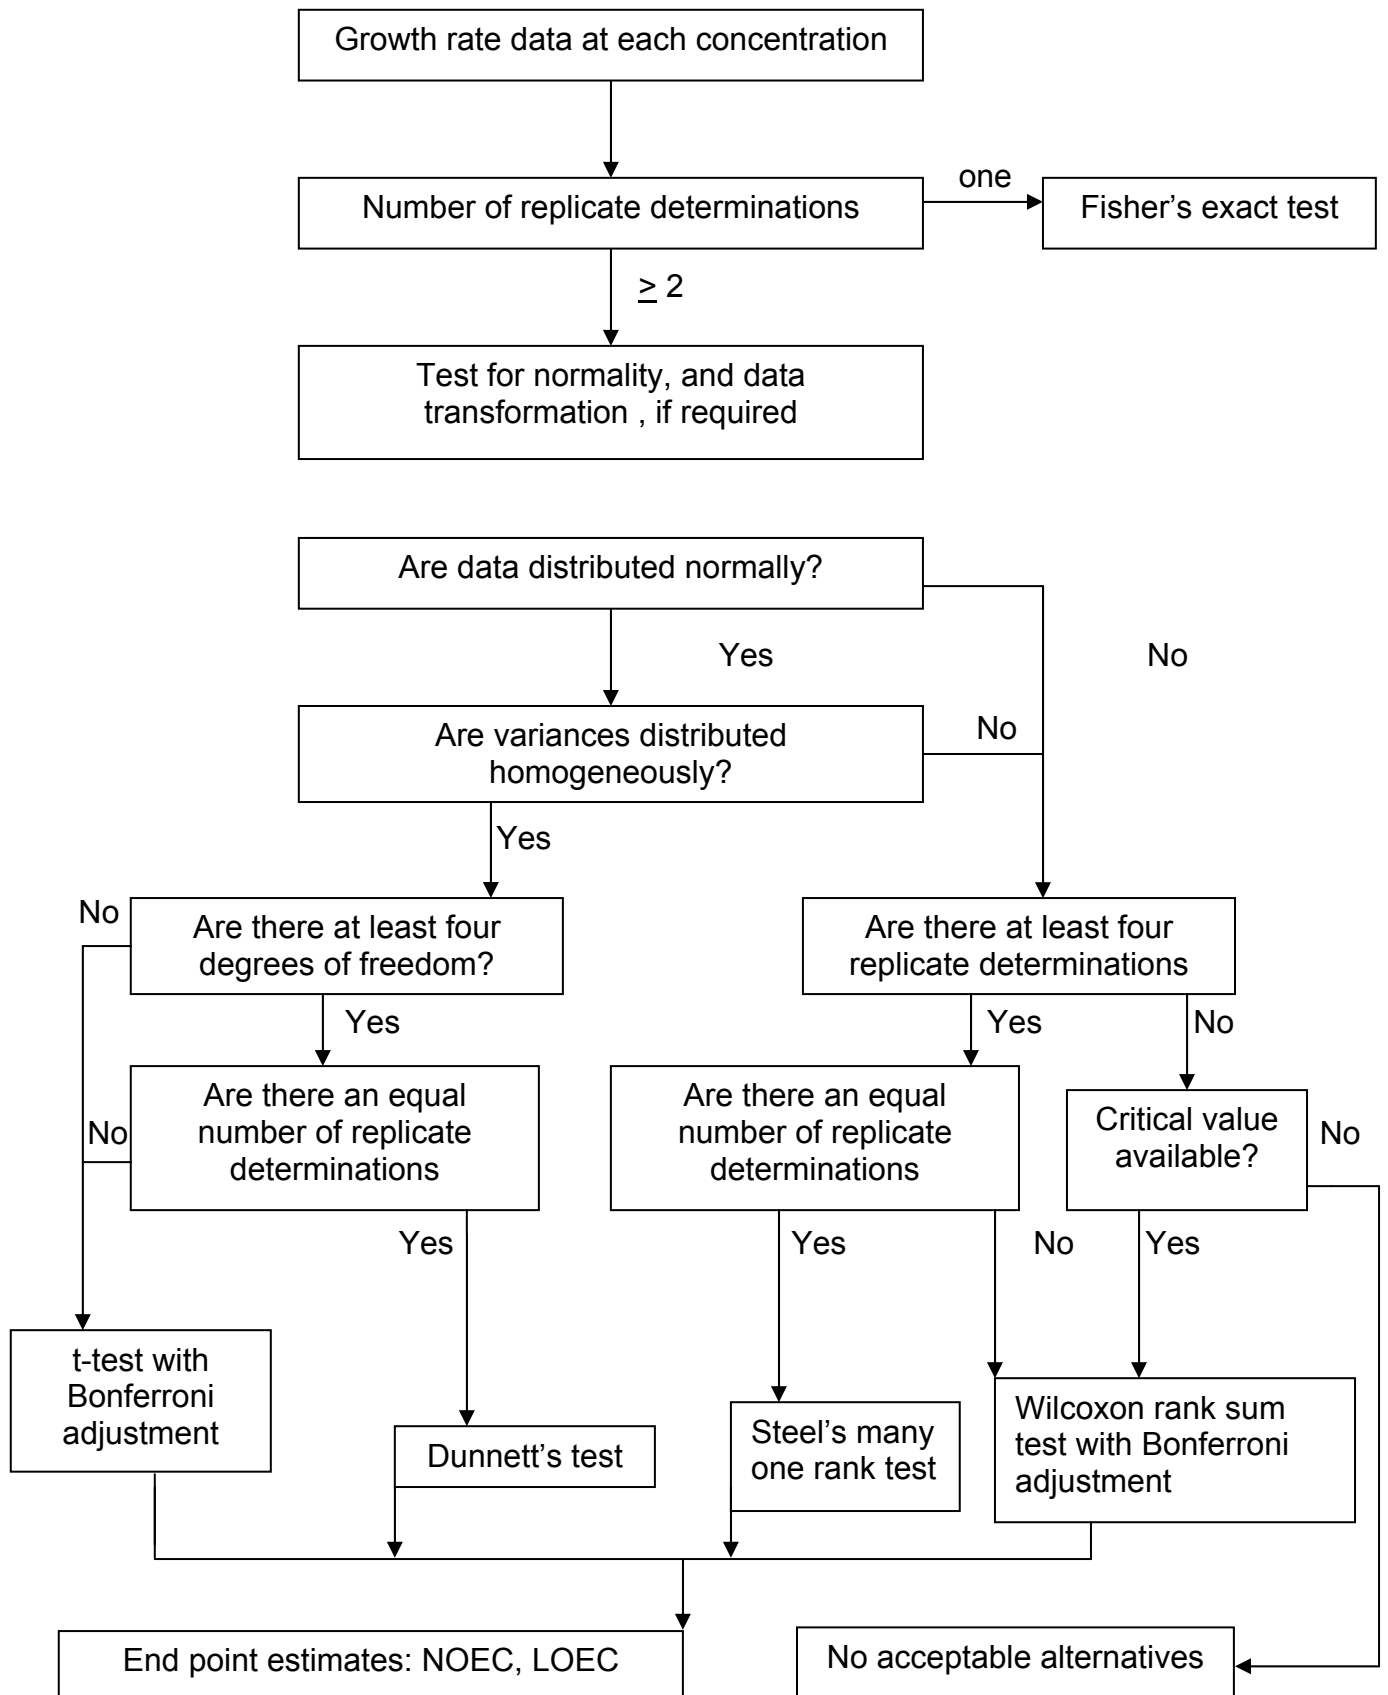 Growth rate data at each concentration
one
Number of replicate determinations
Fisher’s exact test
≥ 2
Test for normality, and data
transformation , if required
Are data distributed normally?
Yes
No
Are variances distributed
homogeneously?
No
Yes
No
Are there at least four
degrees of freedom?
Are there at least four
replicate determinations
Yes
Yes
No
Are there an equal
number of replicate
determinations
No
Are there an equal
number of replicate
determinations
Critical value
available?
No
Yes
Yes
No
Yes
t-test with
Bonferroni
adjustment
Dunnett’s test
Steel’s many
one rank test
Wilcoxon rank sum
test with Bonferroni
adjustment
End point estimates: NOEC, LOEC
No acceptable alternatives